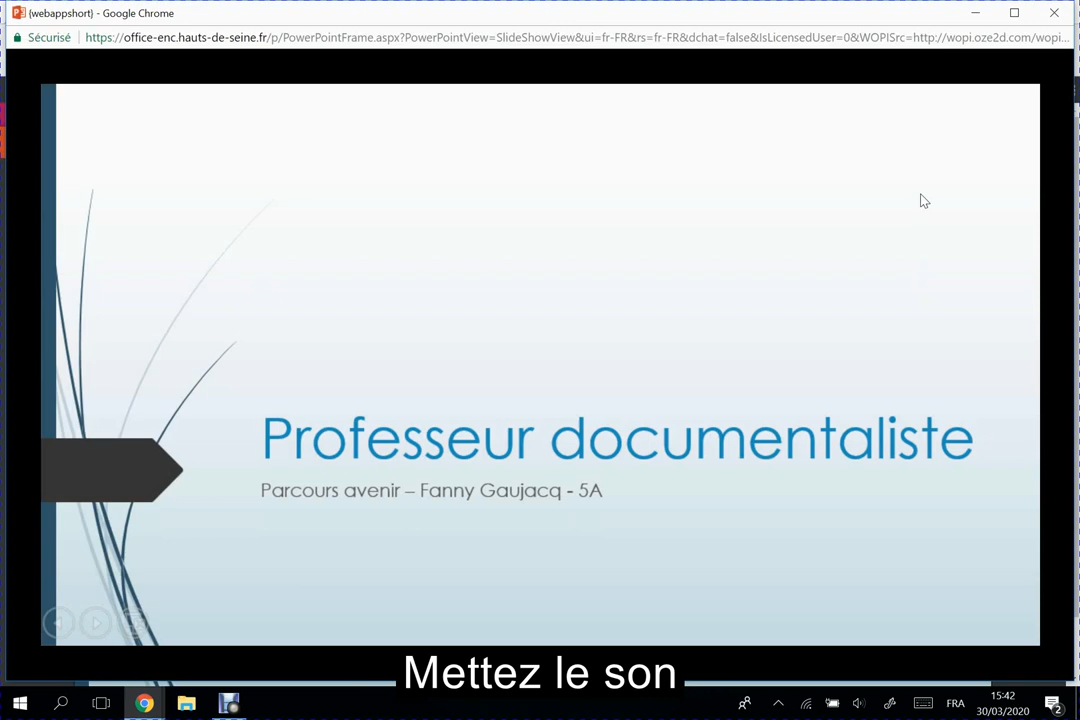 (webappshort) - Google Chrome
Sécurisé
https://office-enc.hauts-de-seine.fr/p/PowerPointFrame.aspx?PowerPointView=SlideShowView&ui=fr-FR&rs=fr-FR&dchat=false&IsLicensedUser=0&WOPISrc=http://wopi.oze2d.com/wopi...
Professeur documentaliste
Parcours avenir – Fanny Gaujacq - 5A
Mettez le son
FRA
15:42
30/03/2020
2